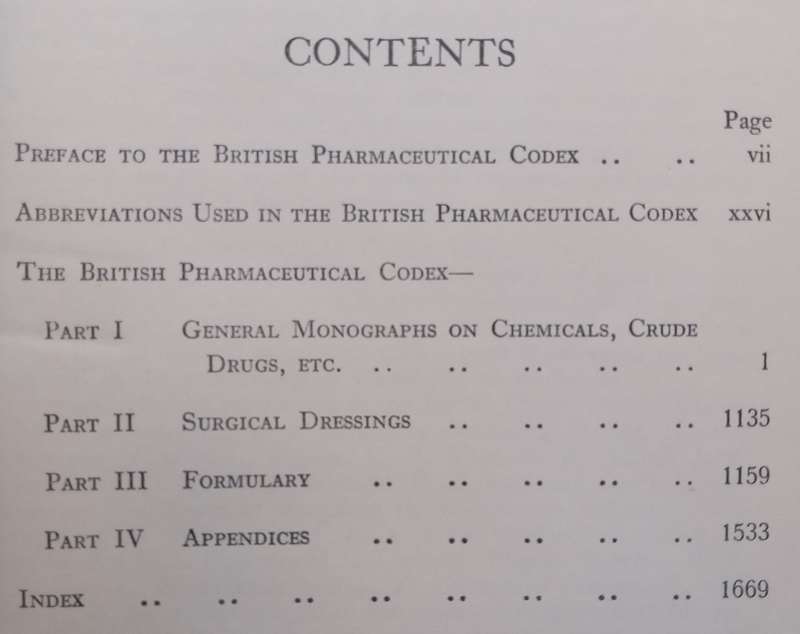 CONTENTS
Page
PREFACE TO THE BRITISH PHARMACEUTICAL CODEX .. .. vii
ABBREVIATIONS USED IN THE BRITISH PHARMACEUTICAL CODEX xxvi
THE BRITISH PHARMACEUTICAL CODEX—
PART I GENERAL MONOGRAPHS ON CHEMICALS, CRUDE
DRUGS, ETC. .. .. .. .. .. 1
PART II SURGICAL DRESSINGS .. .. .. .. 1135
PART III FORMULARY .. .. .. .. .. 1159
PART IV APPENDICES .. .. .. .. .. 1533
INDEX .. .. .. .. .. .. .. .. 1669